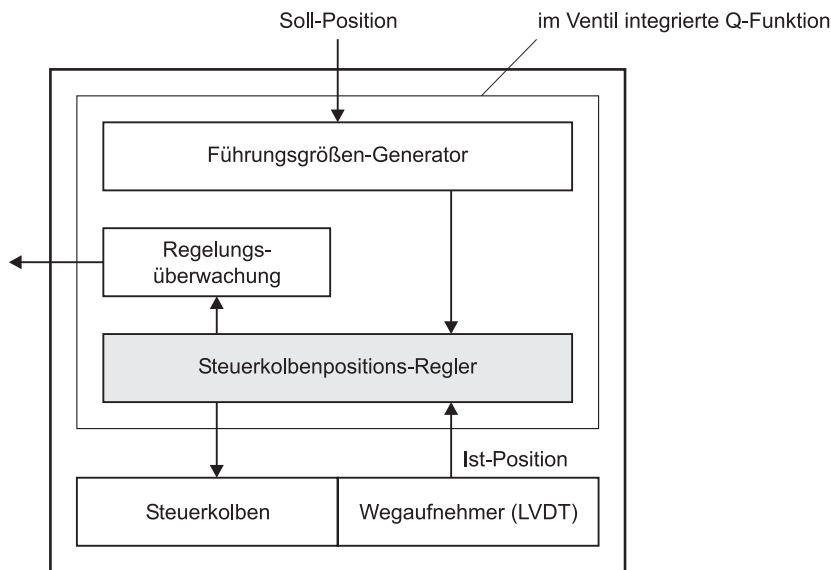 Soll-Position
im Ventil integrierte Q-Funktion
Führungsgrößen-Generator
Regelungs-
überwachung
Steuerkolbenpositions-Regler
Ist-Position
Steuerkolben
Wegaufnehmer (LVDT)